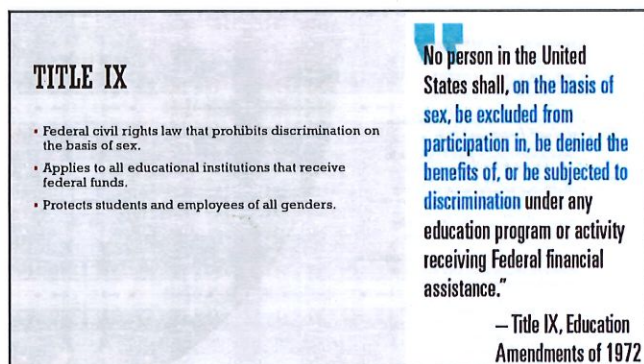 TITLE IX
▪ Federal civil rights law that prohibits discrimination on
the basis of sex.
▪ Applies to all educational institutions that receive
federal funds.
▪ Protects students and employees of all genders.
No person in the United
States shall, on the basis of
sex, be excluded from
participation in, be denied the
benefits of, or be subjected to
discrimination under any
education program or activity
receiving Federal financial
assistance.”
– Title IX, Education
Amendments of 1972